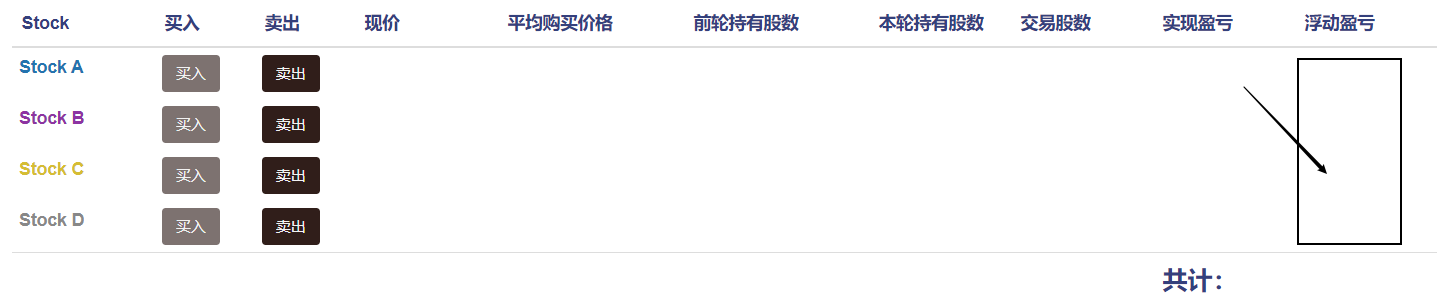 Stock 买入 卖出 现价 平均购买价格 前轮持有股数 本轮持有股数 交易股数 实现盈亏 浮动盈亏
Stock A 买入 卖出
Stock B 买入 卖出
Stock C 买入 卖出
Stock D 买入 卖出
共计：